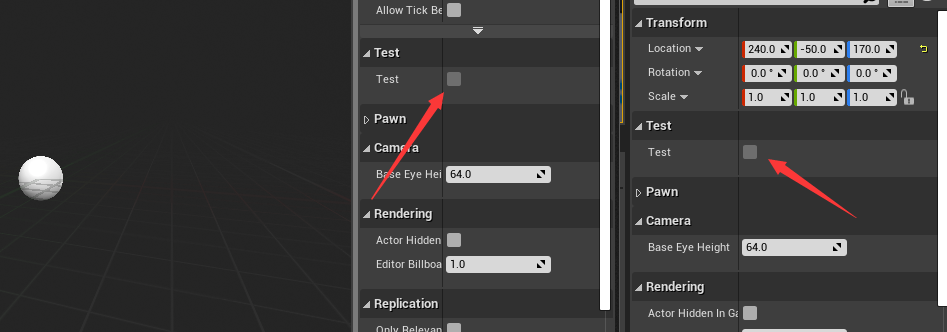 Allow Tick Be
Test
Test
Pawn
Camera
Base Eye Hei 64.0
Rendering
Actor Hidden
Editor Billboa 1.0
Replication
Only Relevan
Transform
Location 240.0 -50.0 170.0
Rotation 0.0 ° 0.0 ° 0.0 °
Scale 1.0 1.0 1.0
Test
Test
Pawn
Camera
Base Eye Height 64.0
Rendering
Actor Hidden In Ga